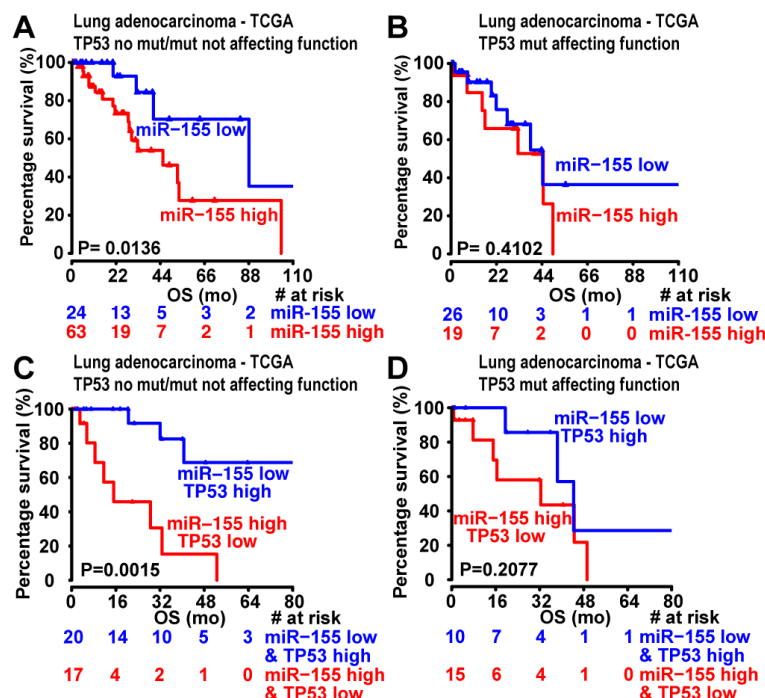 A
Lung adenocarcinoma - TCGA
TP53 no mut/mut not affecting function
Percentage survival (%)
100
80
60
40
20
0
miR−155 low
miR−155 high
P= 0.0136
0 22 44 66 88 110
OS (mo) # at risk
24 13 5 3 2 miR-155 low
63 19 7 2 1 miR-155 high
B
Lung adenocarcinoma - TCGA
TP53 mut affecting function
Percentage survival (%)
100
80
60
40
20
0
miR−155 low
miR−155 high
P= 0.4102
0 22 44 66 88 110
OS (mo) # at risk
26 10 3 1 1 miR-155 low
19 7 2 0 0 miR-155 high
C
Lung adenocarcinoma - TCGA
TP53 no mut/mut not affecting function
Percentage survival (%)
100
80
60
40
20
0
miR−155 low
TP53 high
miR−155 high
TP53 low
P=0.0015
0 16 32 48 64 80
OS (mo) # at risk
20 14 10 5 3 miR-155 low
& TP53 high
17 4 2 1 0 miR-155 high
& TP53 low
D
Lung adenocarcinoma - TCGA
TP53 mut affecting function
Percentage survival (%)
100
80
60
40
20
0
miR−155 low
TP53 high
miR−155 high
TP53 low
P=0.2077
0 16 32 48 64 80
OS (mo) # at risk
10 7 4 1 1 miR-155 low
& TP53 high
15 6 4 1 0 miR-155 high
& TP53 low